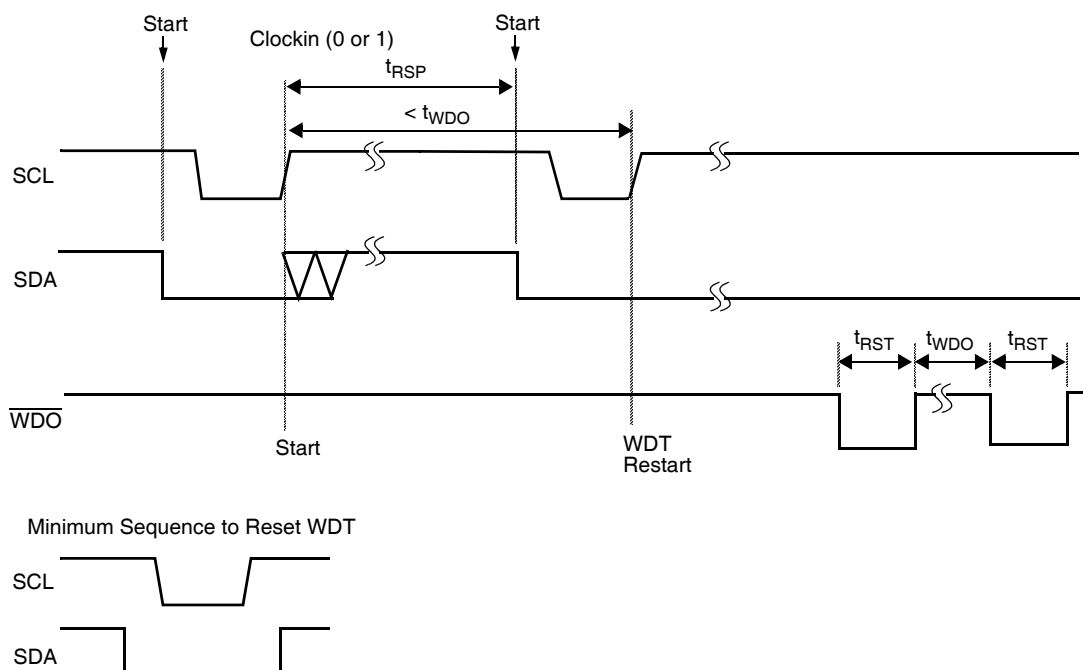 Start
Start
Clockin (0 or 1)
tRSP
< tWDO
SCL
SDA
tRST
tWDO
tRST
WDO
Start
WDT
Restart
Minimum Sequence to Reset WDT
SCL
SDA